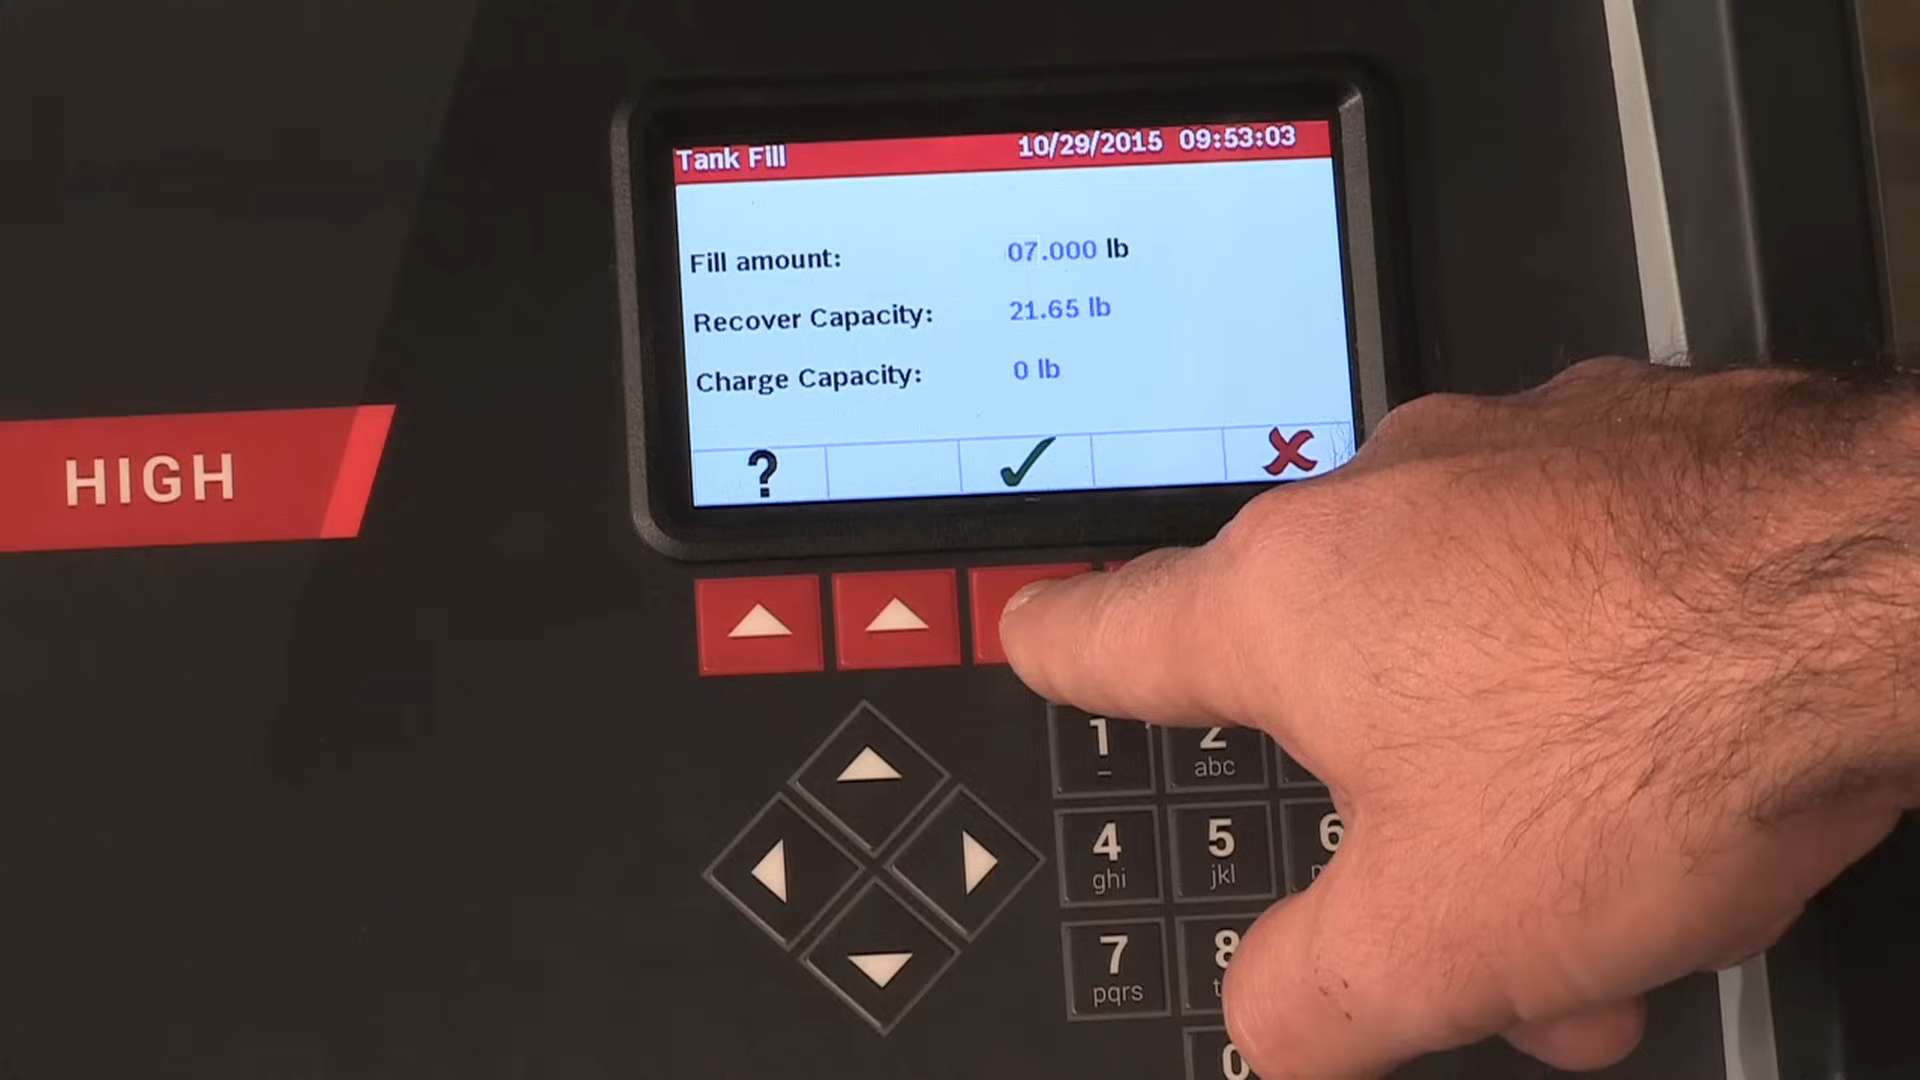 Tank Fill 10/29/2015 09:53:03
Fill amount: 07.000 lb
Recover Capacity: 21.65 lb
Charge Capacity: 0 lb
?
HIGH
1 2
_ abc
4 5 6
ghi jkl
7 8
pqrs t
0